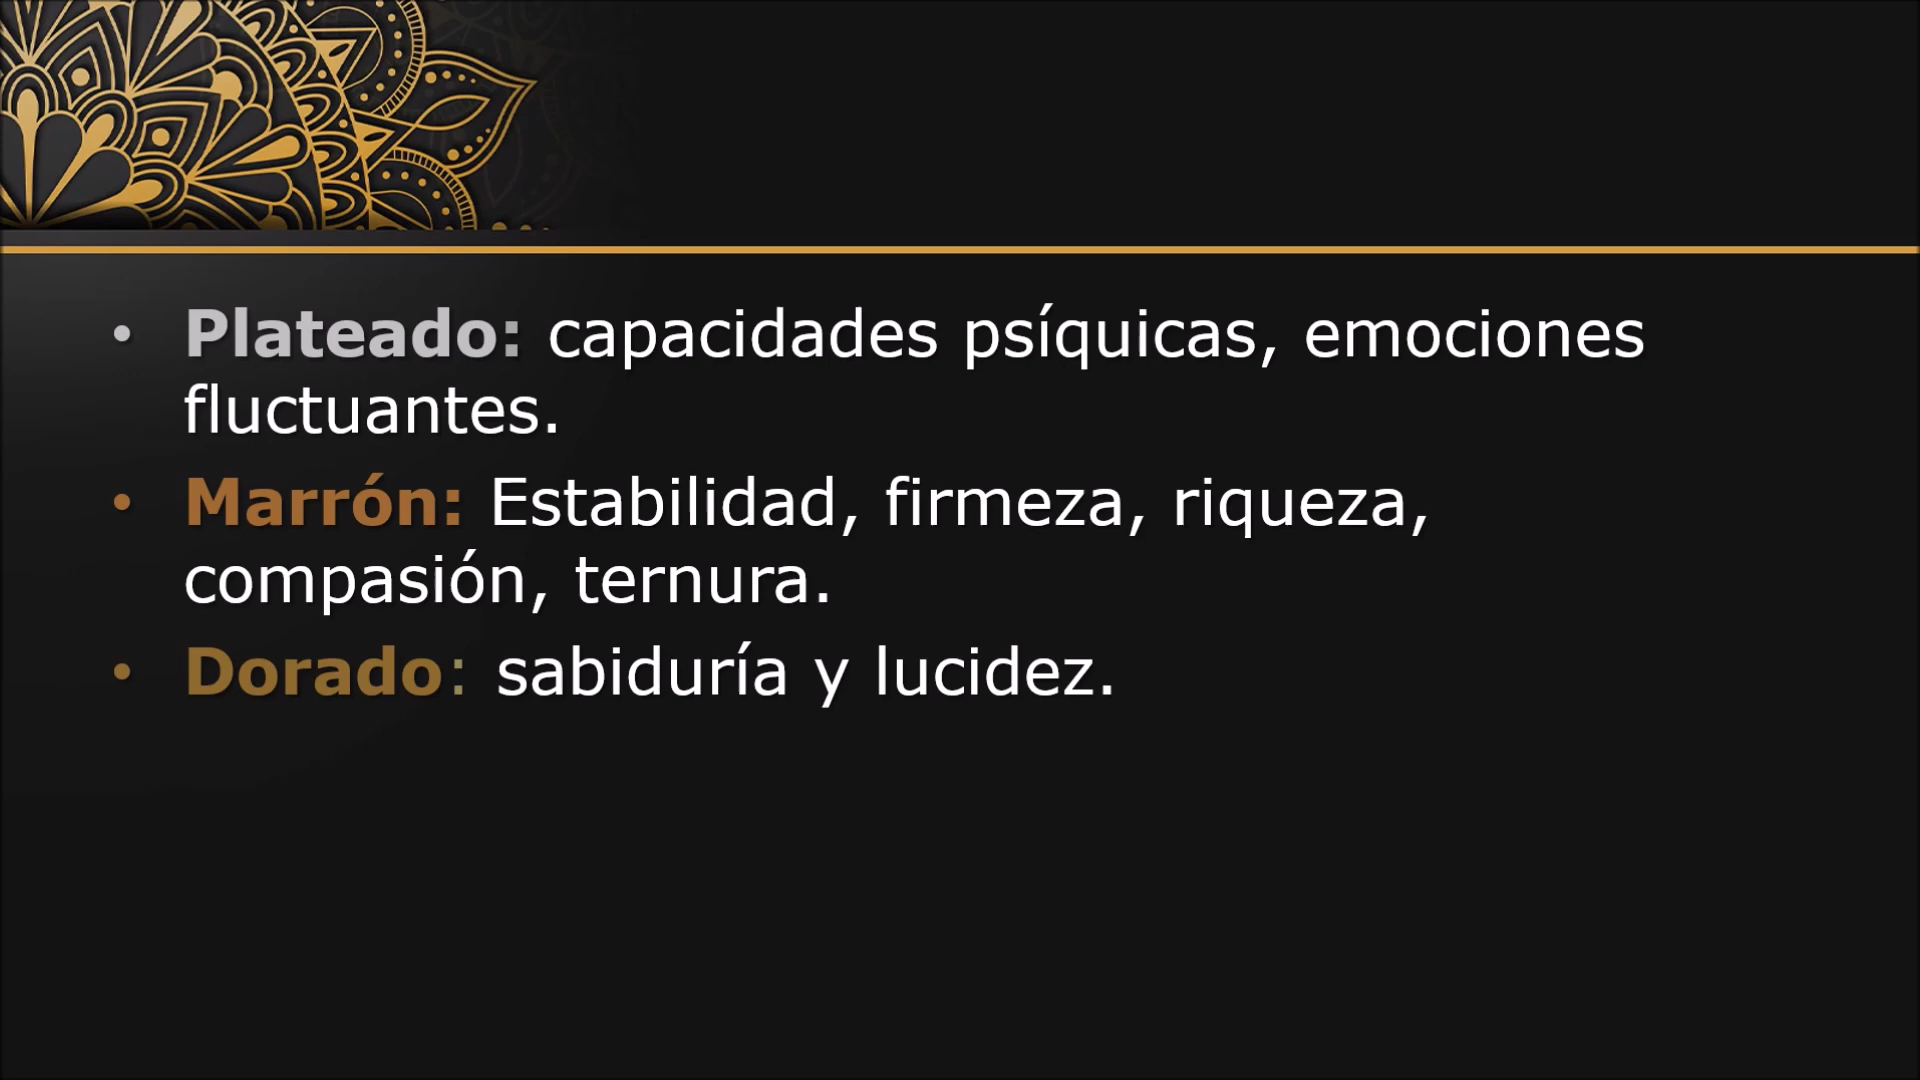 • Plateado: capacidades psíquicas, emociones
fluctuantes.
• Marrón: Estabilidad, firmeza, riqueza,
compasión, ternura.
• Dorado: sabiduría y lucidez.